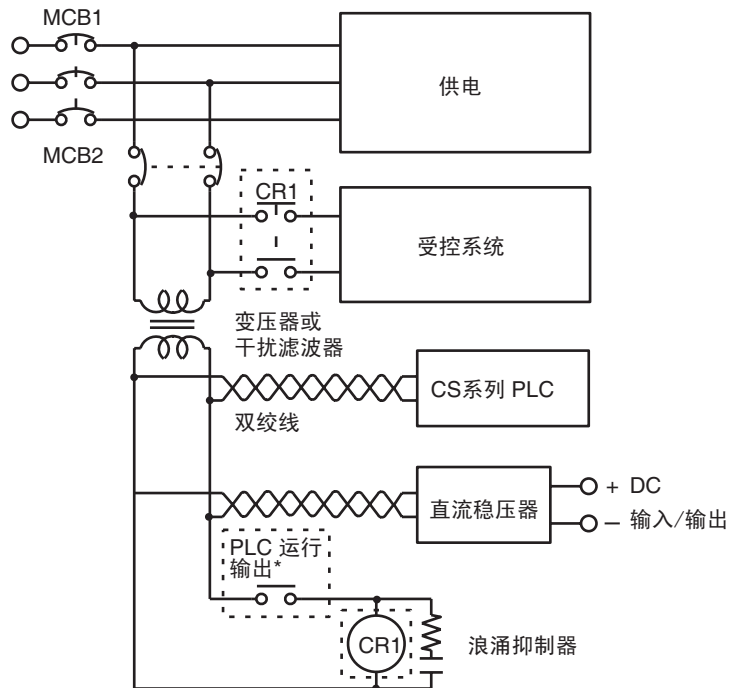 MCB1
供电
MCB2
CR1
受控系统
变压器或
干扰滤波器
CS系列 PLC
双绞线
直流稳压器
+ DC
– 输入/输出
PLC 运行
输出*
CR1
浪涌抑制器